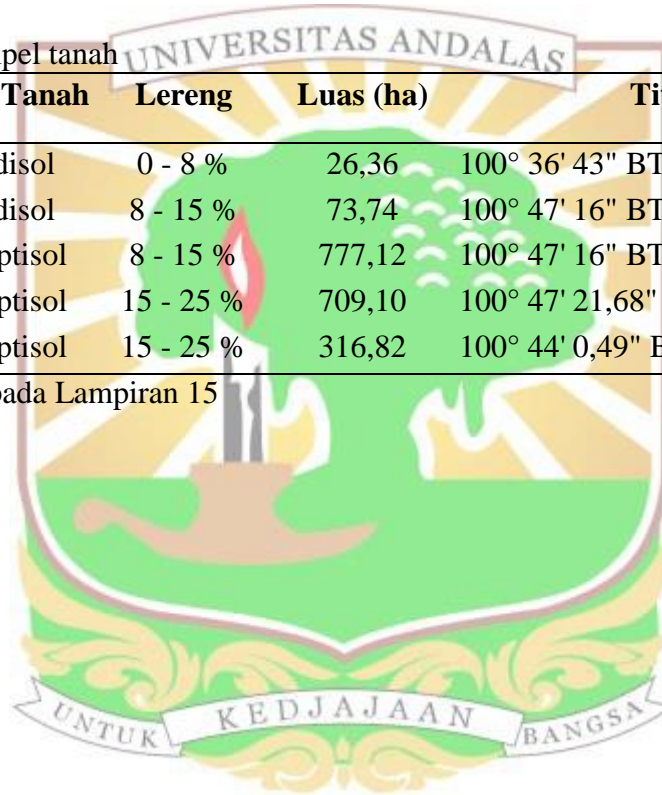 pel tanah
UNIVERSITAS ANDALAS
Tanah Lereng Luas (ha) Ti
disol 0 - 8 % 26,36 100° 36' 43" BT
disol 8 - 15 % 73,74 100° 47' 16" BT
ptisol 8 - 15 % 777,12 100° 47' 16" BT
ptisol 15 - 25 % 709,10 100° 47' 21,68"
ptisol 15 - 25 % 316,82 100° 44' 0,49" B
pada Lampiran 15
UNTUK KEDJAJAAN BANGSA